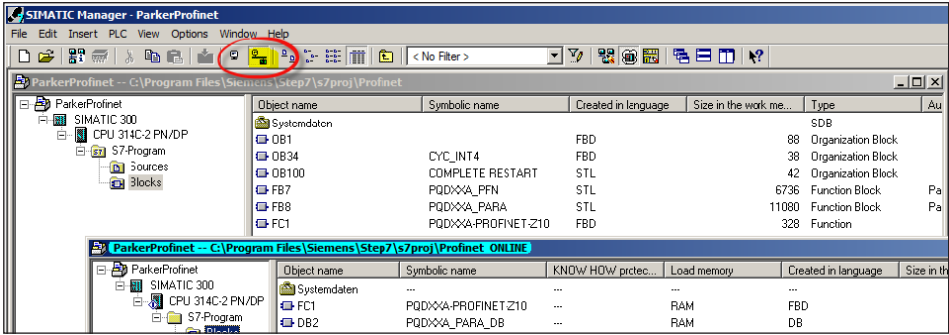 SIMATIC Manager - ParkerProfinet
File Edit Insert PLC View Options Window Help
< No Filter >
ParkerProfinet -- C:\Program Files\Siemens\Step7\s7proj\Profinet
ParkerProfinet
SIMATIC 300
CPU 314C-2 PN/DP
S7-Program
Sources
Blocks
Object name Symbolic name Created in language Size in the work me... Type Au
Systemdaten SDB
OB1 FBD 88 Organization Block
OB34 CYC_INT4 FBD 38 Organization Block
OB100 COMPLETE RESTART STL 42 Organization Block
FB7 PQDXXA_PFN STL 6736 Function Block Pa
FB8 PQDXXA_PARA STL 11080 Function Block Pa
FC1 PQDXXA-PROFINET-Z10 FBD 328 Function
ParkerProfinet -- C:\Program Files\Siemens\Step7\s7proj\Profinet ONLINE
ParkerProfinet
SIMATIC 300
CPU 314C-2 PN/DP
S7-Program
Blocks
Object name Symbolic name KNOW HOW protec... Load memory Created in language Size in th
Systemdaten ... ... ... ...
FC1 PQDXXA-PROFINET-Z10 ... RAM FBD
DB2 PQDXXA_PARA_DB ... RAM DB